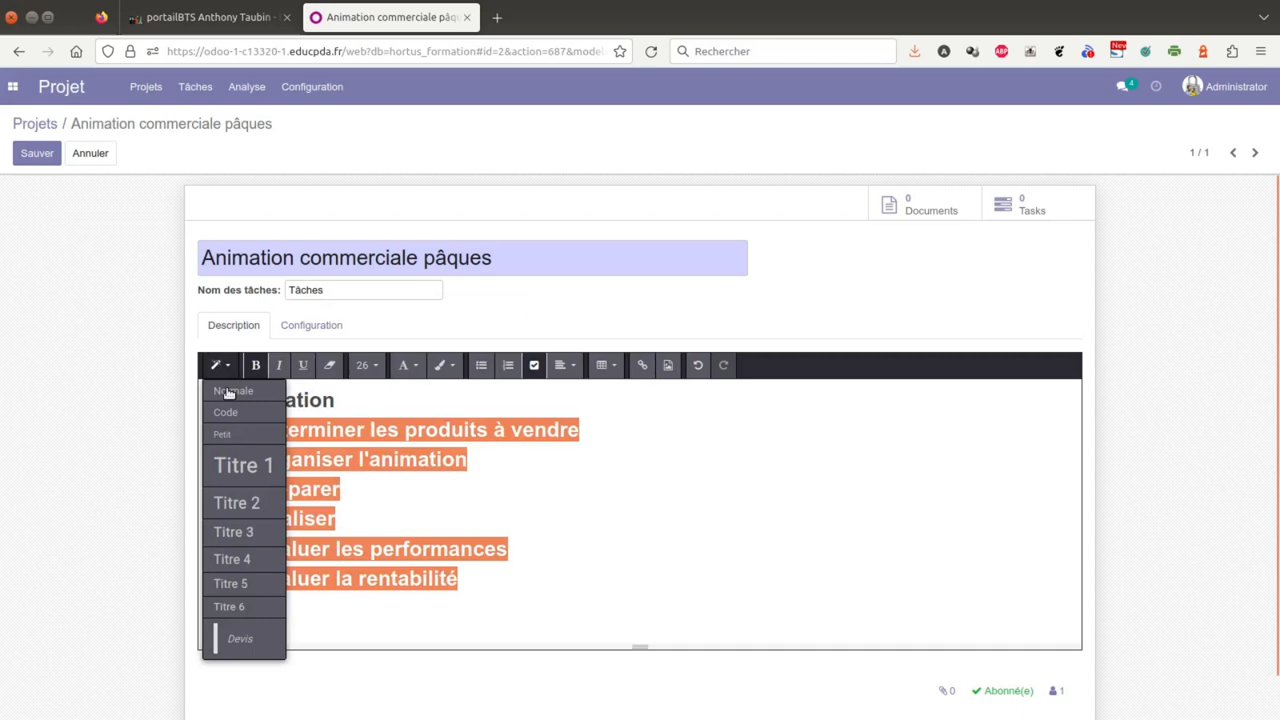 portailBTS Anthony Taubin -
Animation commerciale pâq
https://odoo-1-c13320-1.educpda.fr/web?db=hortus_formation#id=2&action=687&mode
Rechercher
ABP
New
Projet
Projets
Tâches
Analyse
Configuration
4
Administrator
Projets / Animation commerciale pâques
Sauver
Annuler
1 / 1
0
Documents
0
Tasks
Animation commerciale pâques
Nom des tâches:
Tâches
Description
Configuration
B
I
U
26
A
Normale
Code
Petit
Titre 1
Titre 2
Titre 3
Titre 4
Titre 5
Titre 6
Devis
ation
erminer les produits à vendre
ganiser l'animation
parer
aliser
aluer les performances
aluer la rentabilité
0
Abonné(e)
1